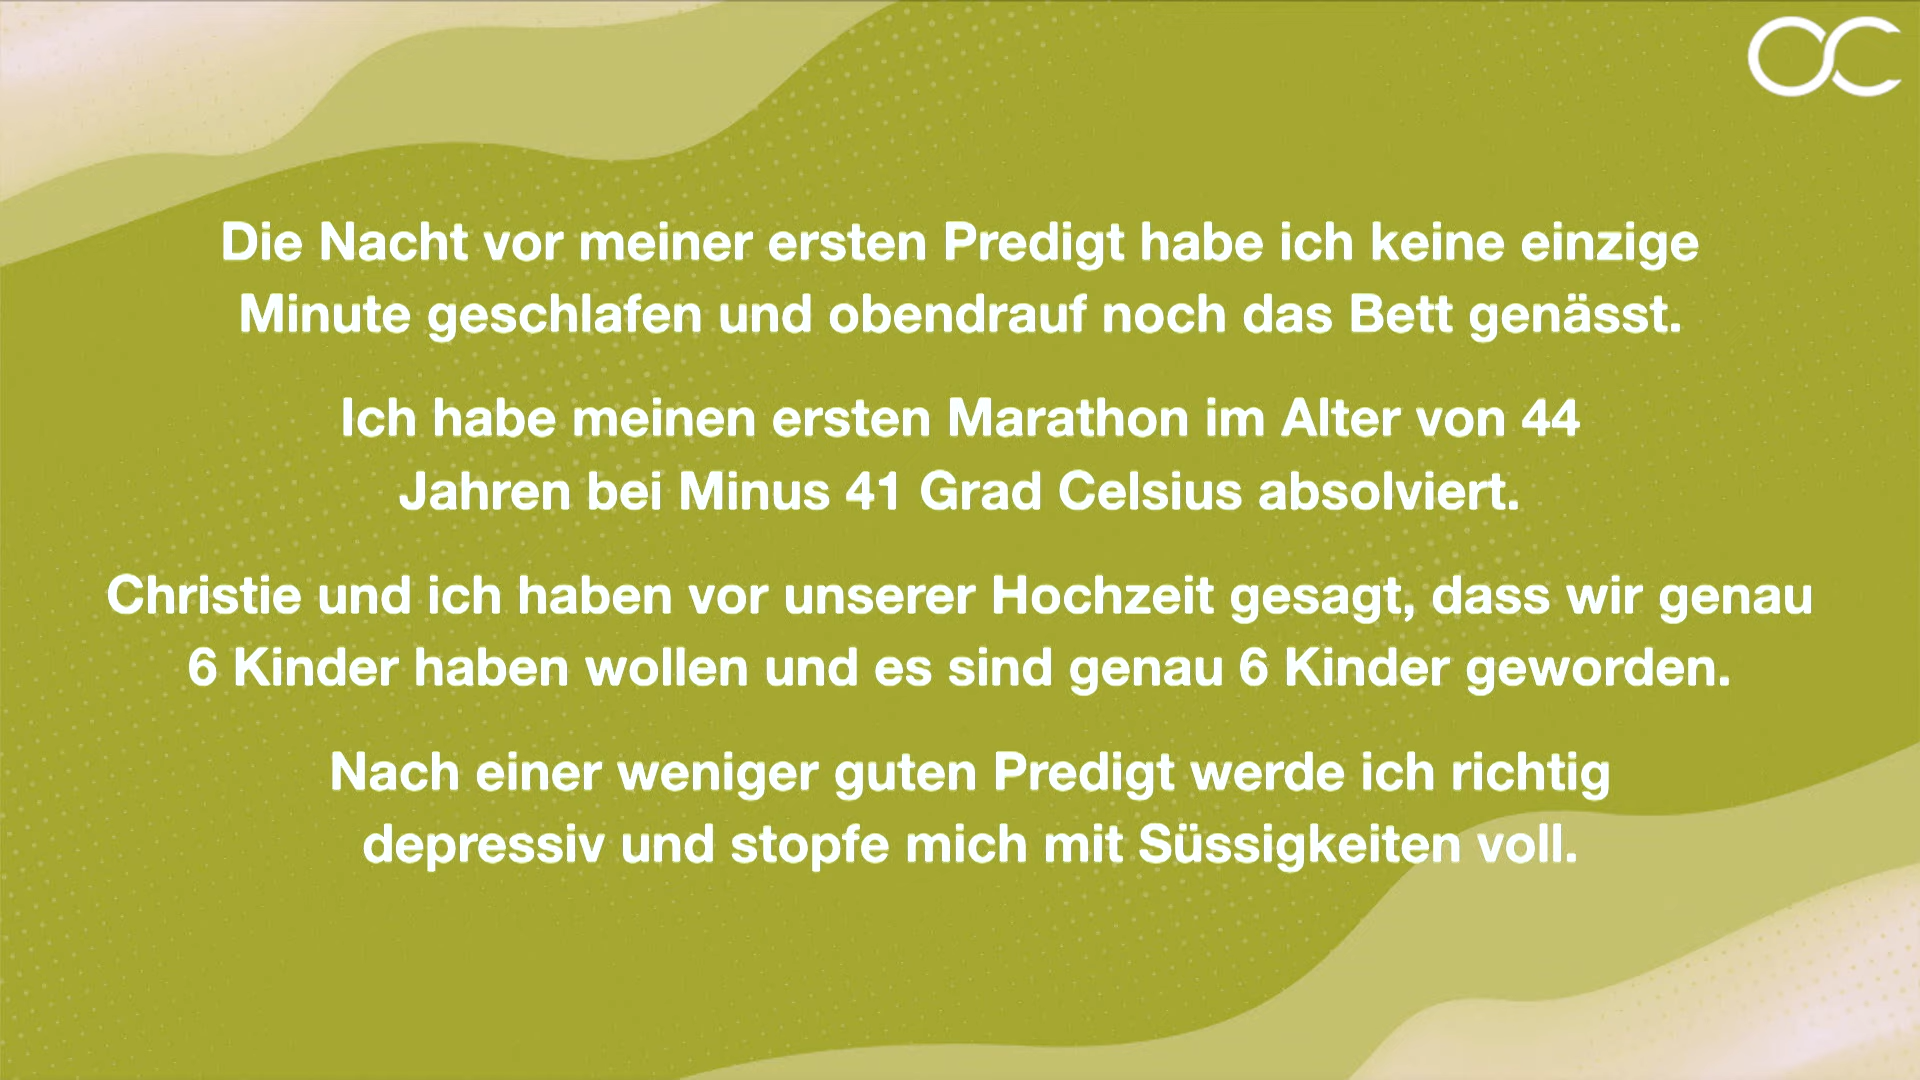 OC
Die Nacht vor meiner ersten Predigt habe ich keine einzige
Minute geschlafen und obendrauf noch das Bett genässt.
Ich habe meinen ersten Marathon im Alter von 44
Jahren bei Minus 41 Grad Celsius absolviert.
Christie und ich haben vor unserer Hochzeit gesagt, dass wir genau
6 Kinder haben wollen und es sind genau 6 Kinder geworden.
Nach einer weniger guten Predigt werde ich richtig
depressiv und stopfe mich mit Süssigkeiten voll.